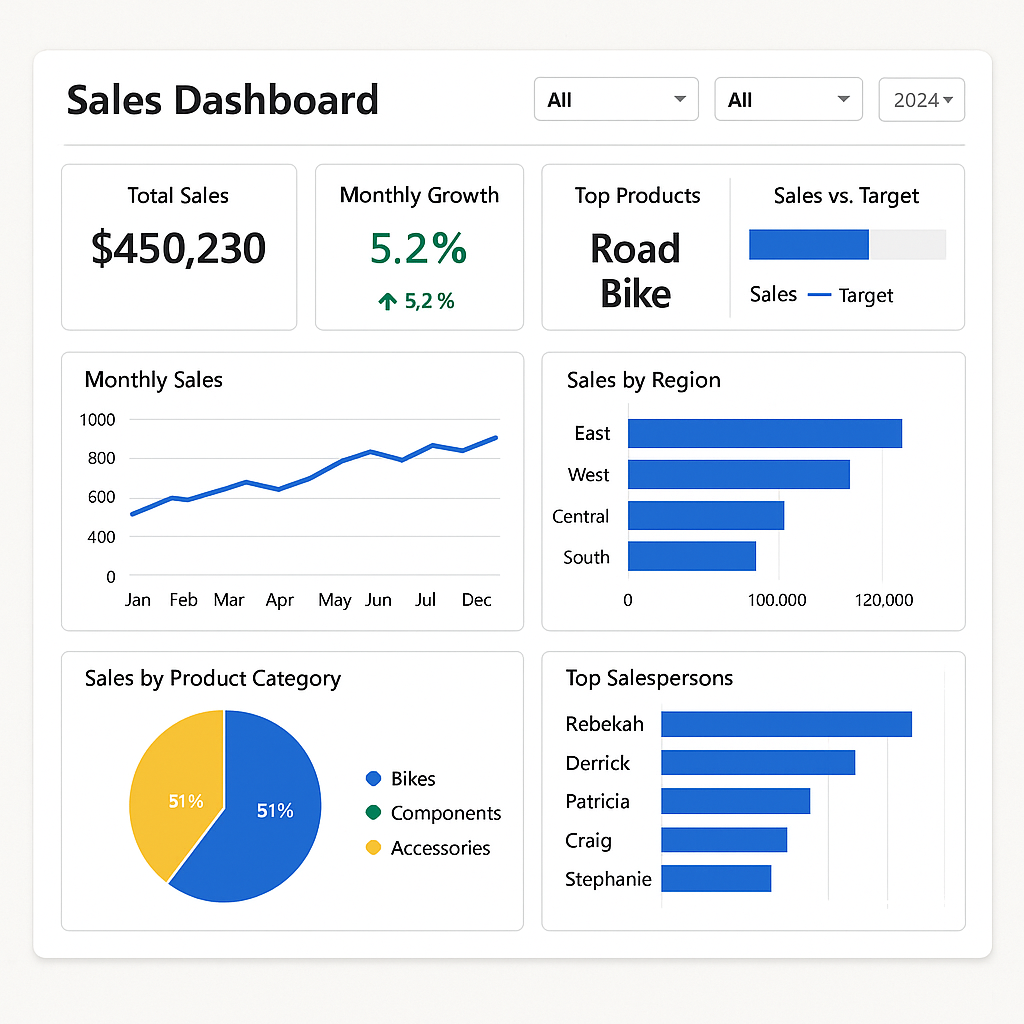 Sales Dashboard
All
All
2024
Total Sales
$450,230
Monthly Growth
5.2%
5,2 %
Top Products
Road
Bike
Sales vs. Target
Sales
Target
Monthly Sales
1000
800
600
400
0
Jan Feb Mar Apr May Jun Jul Dec
Sales by Region
East
West
Central
South
0 100.000 120,000
Sales by Product Category
51%
51%
Bikes
Components
Accessories
Top Salespersons
Rebekah
Derrick
Patricia
Craig
Stephanie